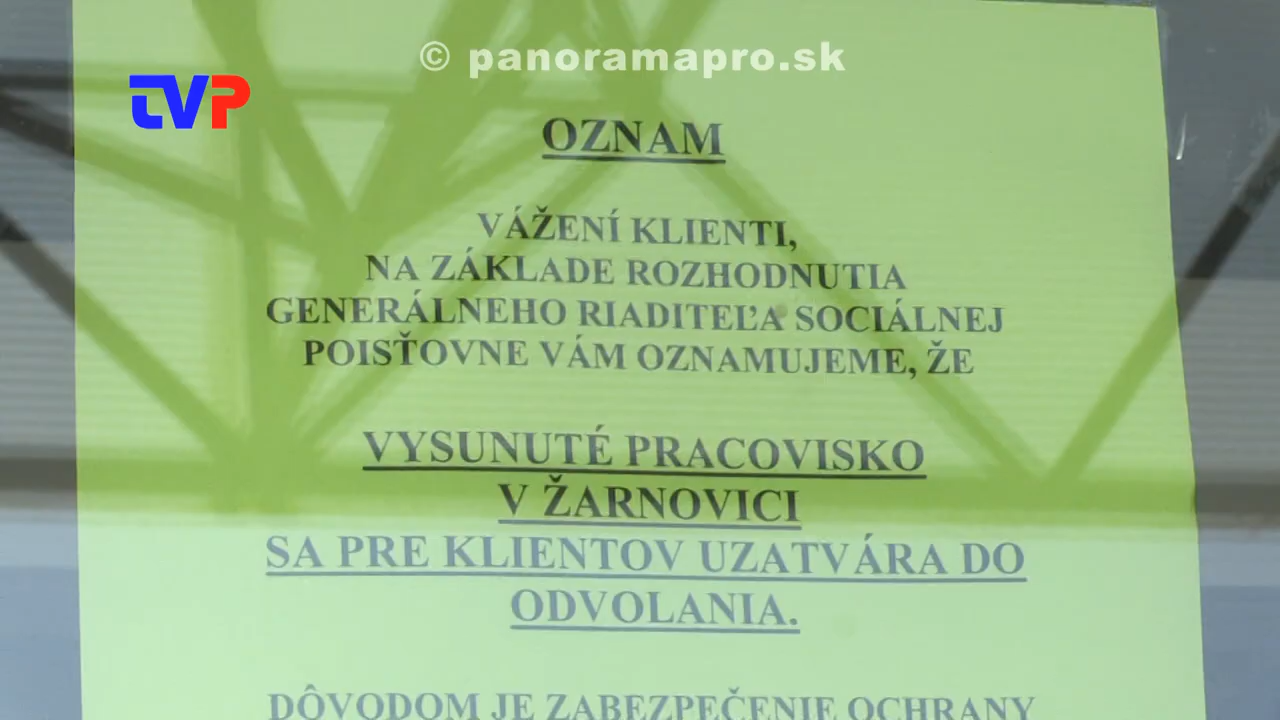 © panoramapro.sk
TVP
OZNAM
VÁŽENÍ KLIENTI,
NA ZÁKLADE ROZHODNUTIA
GENERÁLNEHO RIADITEĽA SOCIÁLNEJ
POISŤOVNE VÁM OZNAMUJEME, ŽE
VYSUNUTÉ PRACOVISKO
V ŽARNOVICI
SA PRE KLIENTOV UZATVÁRA DO
ODVOLANIA.
DÔVODOM JE ZABEZPEČENIE OCHRANY